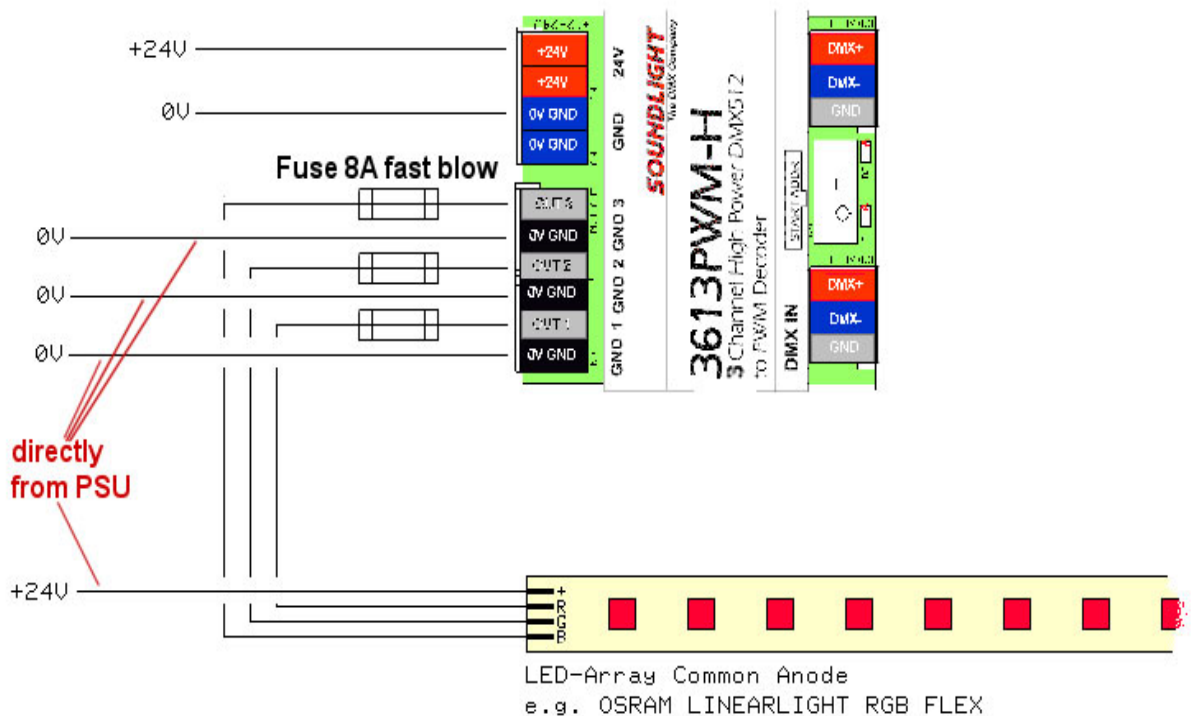 +24V
+24V
+24V
0V
0V GND
0V GND
24V
GND
SOUNDLIGHT
The DMX Company
3613PWM-H
3 Channel High Power DMX512
to PWM Decoder
START ADDR
DMX IN
DMX+
DMX-
GND
Fuse 8A fast blow
OUT 3
0V
0V GND
GND 3
OUT 2
0V
0V GND
GND 2
OUT 1
0V
0V GND
GND 1
DMX+
DMX-
GND
directly
from PSU
+24V
+
R
G
B
LED-Array Common Anode
e.g. OSRAM LINEARLIGHT RGB FLEX